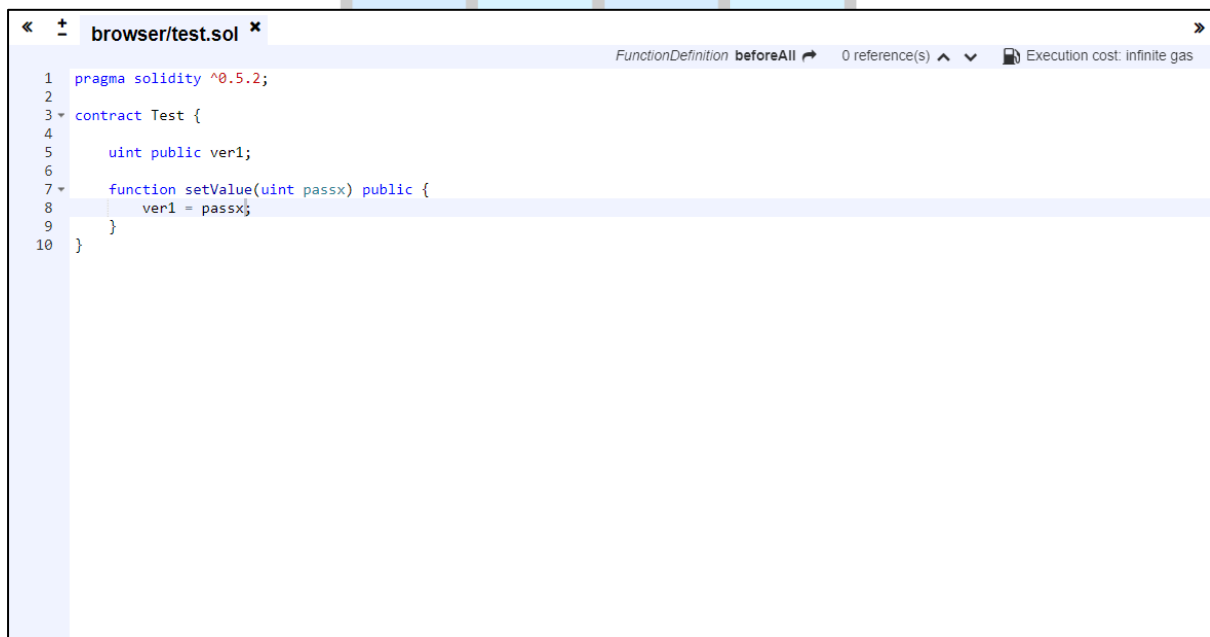 browser/test.sol
FunctionDefinition beforeAll 0 reference(s) Execution cost: infinite gas
1 pragma solidity ^0.5.2;
2
3 contract Test {
4
5 uint public ver1;
6
7 function setValue(uint passx) public {
8 ver1 = passx;
9 }
10 }